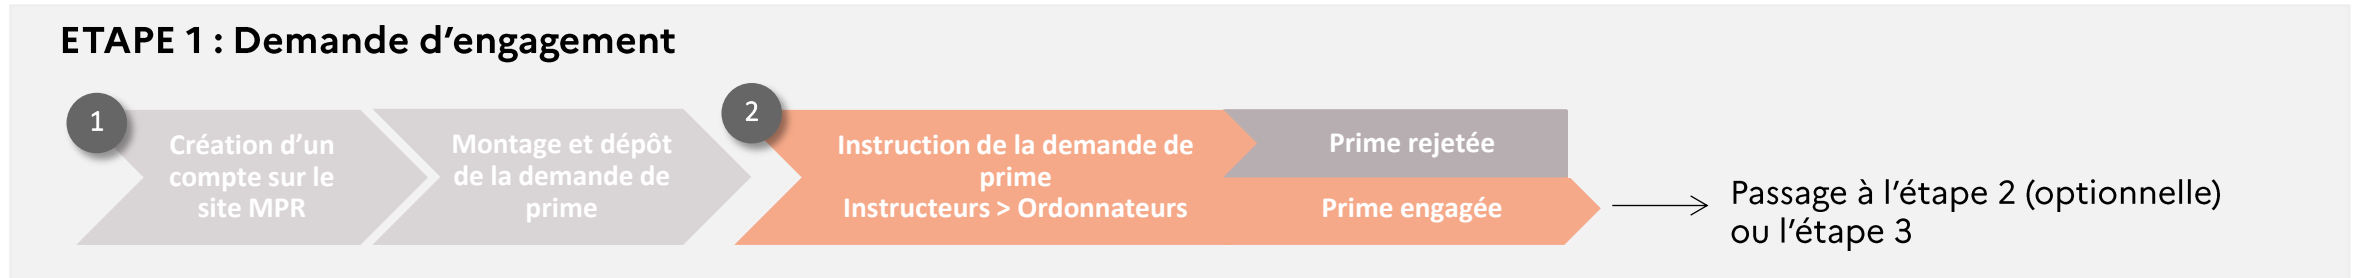 ETAPE 1 : Demande d’engagement
1
Création d’un
compte sur le
site MPR
Montage et dépôt
de la demande de
prime
2
Instruction de la demande de
prime
Instructeurs > Ordonnateurs
Prime rejetée
Prime engagée
Passage à l’étape 2 (optionnelle)
ou l’étape 3